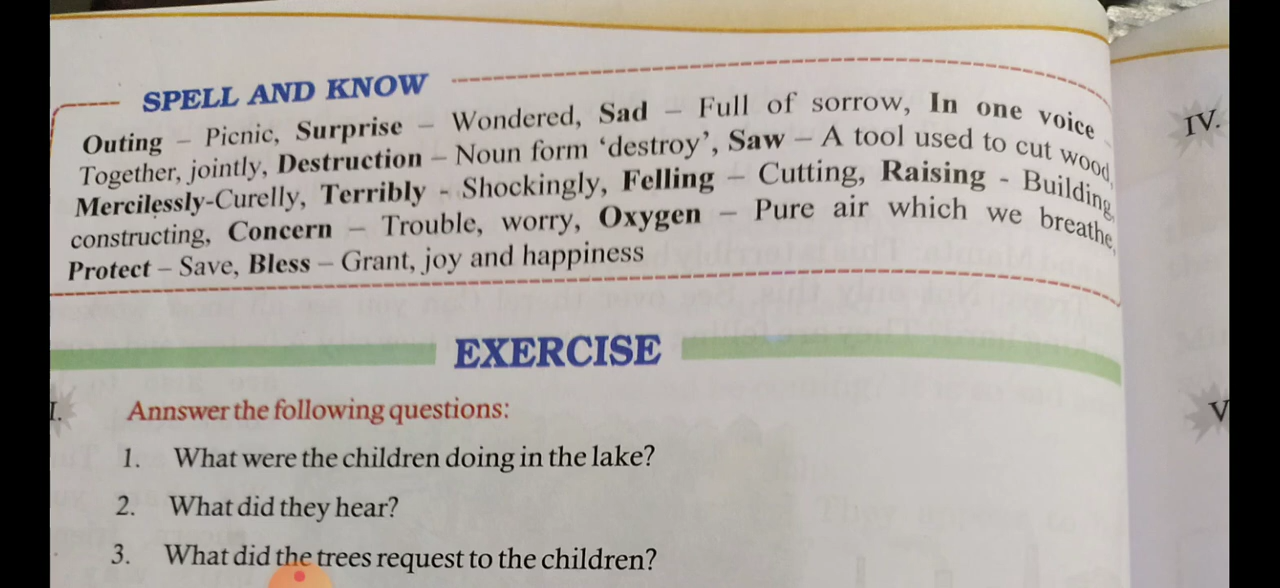 SPELL AND KNOW
Outing – Picnic, Surprise – Wondered, Sad – Full of sorrow, In one voice
Together, jointly, Destruction – Noun form ‘destroy’, Saw – A tool used to cut wood,
Mercilessly-Curelly, Terribly - Shockingly, Felling – Cutting, Raising - Building,
constructing, Concern – Trouble, worry, Oxygen – Pure air which we breathe,
Protect – Save, Bless – Grant, joy and happiness
EXERCISE
I. Annswer the following questions:
1. What were the children doing in the lake?
2. What did they hear?
3. What did the trees request to the children?
IV.
V